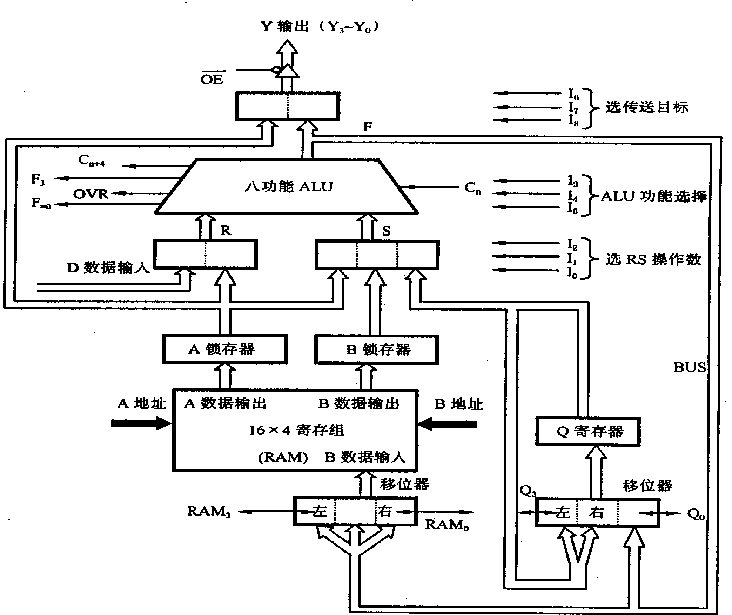 Y 输出（Y₃~Y₀）
OE
I₆
I₇
I₈
选传送目标
F
Cₙ₊₄
F₃
OVR
F₌₀
八功能 ALU
Cₙ
I₃
I₄
I₅
ALU 功能选择
R
S
I₂
I₁
I₀
选 RS 操作数
D 数据输入
A 锁存器
B 锁存器
BUS
A 地址
A 数据输出
B 数据输出
B 地址
16×4 寄存组
(RAM)
B 数据输入
Q 寄存器
移位器
移位器
RAM₃
左
右
RAM₀
Q₃
左
右
Q₀